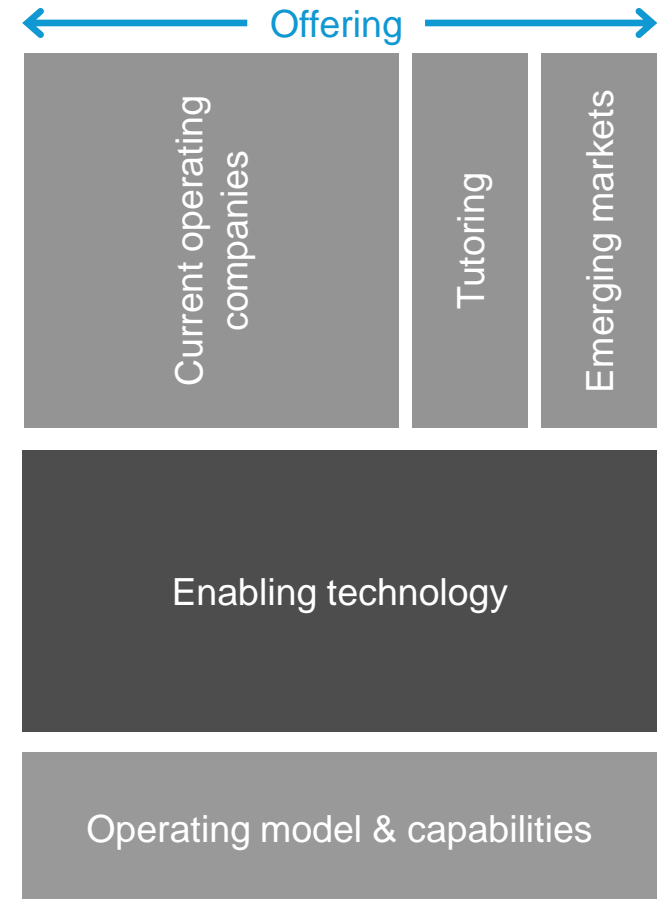 Offering
Current operating
companies
Tutoring
Emerging markets
Enabling technology
Operating model & capabilities